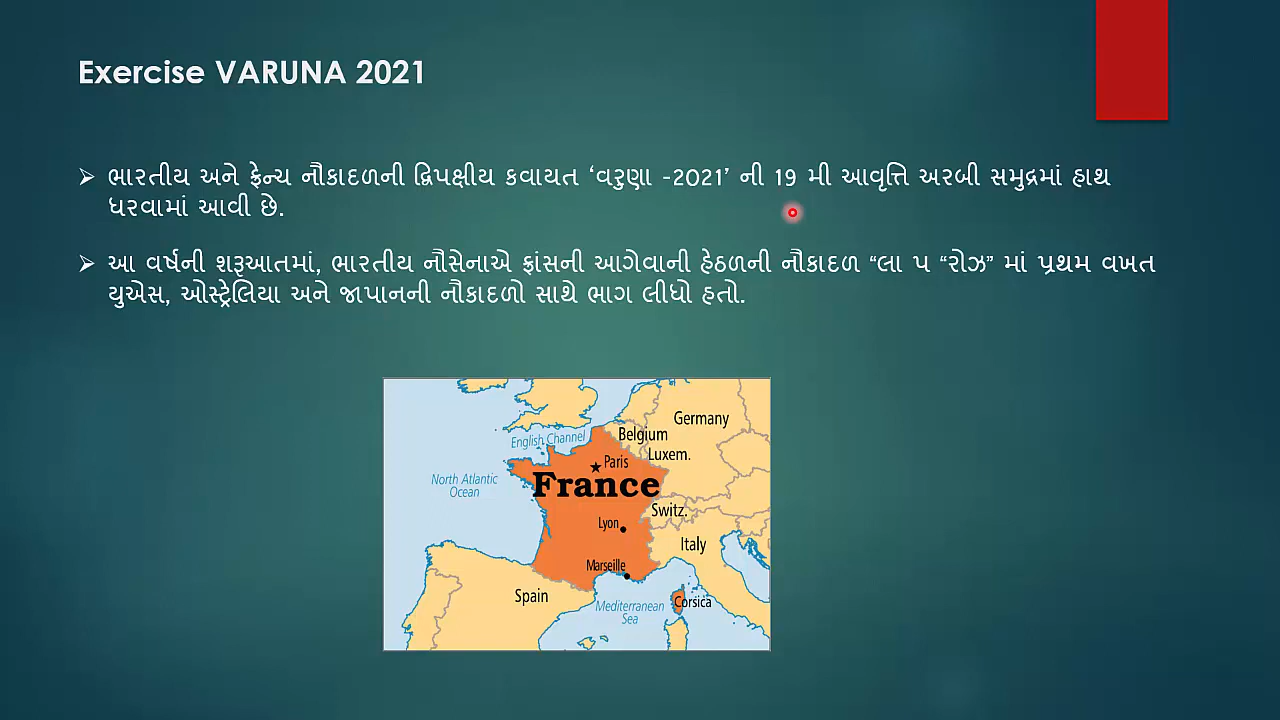 Exercise VARUNA 2021
➢ ભારતીય અને ફ્રેન્ચ નૌકાદળની દ્વિપક્ષીય કવાયત ‘વરુણા -2021’ ની 19 મી આવૃત્તિ અરબી સમુદ્રમાં હાથ
ધરવામાં આવી છે.
➢ આ વર્ષની શરૂઆતમાં, ભારતીય નૌસેનાએ ફ્રાંસની આગેવાની હેઠળની નૌકાદળ “લા પ “રોઝ” માં પ્રથમ વખત
યુએસ, ઓસ્ટ્રેલિયા અને જાપાનની નૌકાદળો સાથે ભાગ લીધો હતો.
Germany
English Channel
Belgium
Luxem.
Paris
North Atlantic
Ocean
France
Switz.
Lyon
Italy
Marseille
Spain
Mediterranean
Sea
Corsica